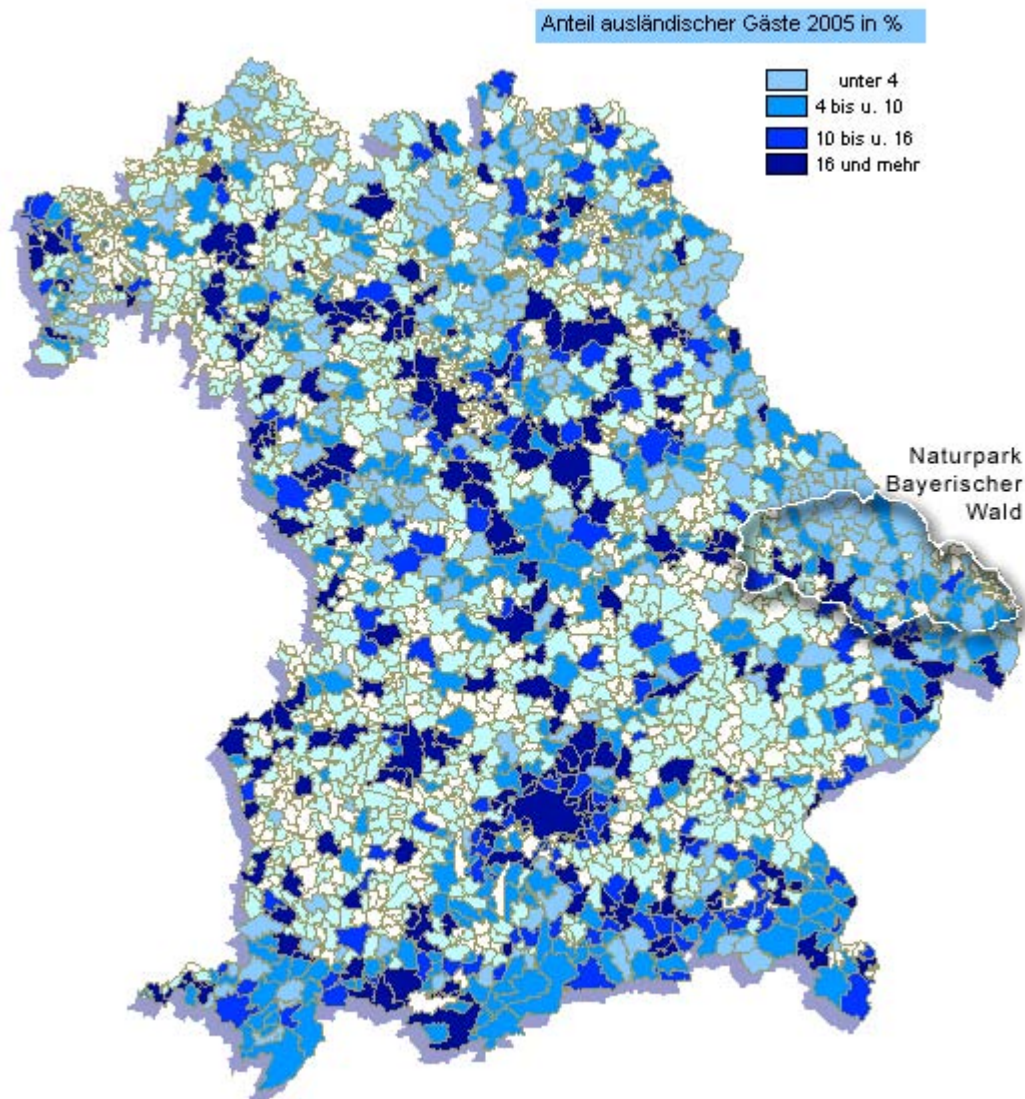 Anteil ausländischer Gäste 2005 in %
unter 4
4 bis u. 10
10 bis u. 16
16 und mehr
Naturpark
Bayerischer
Wald